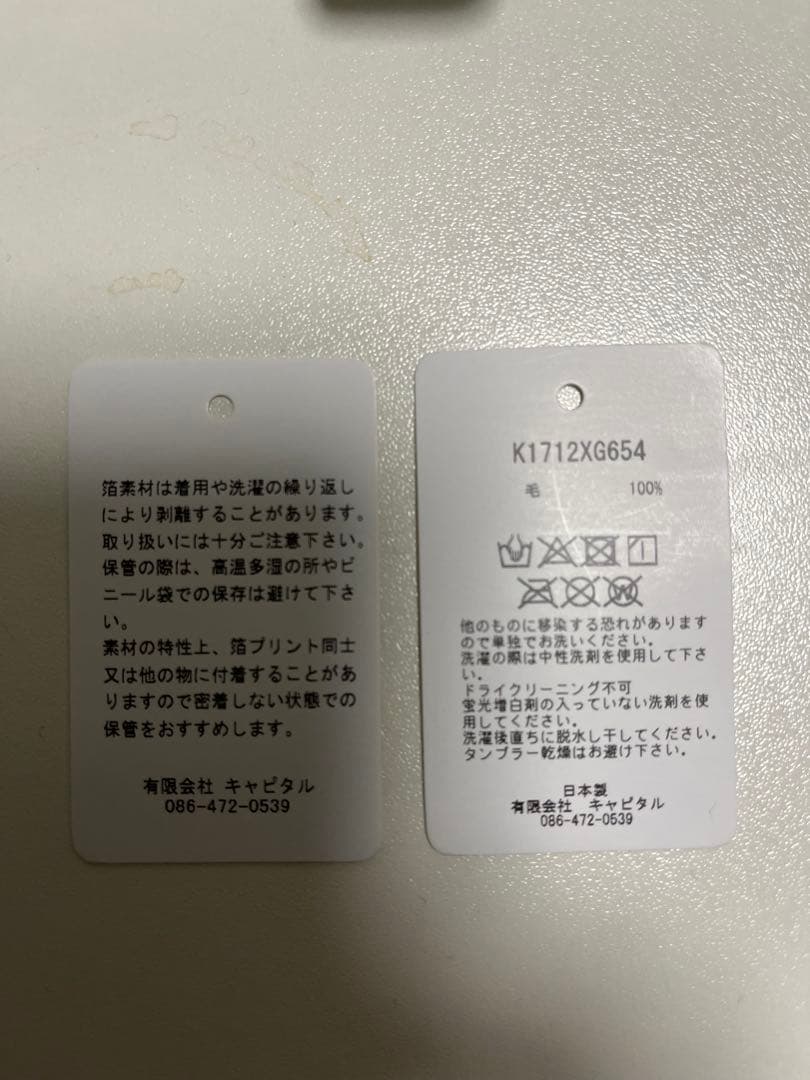 箔素材は着用や洗濯の繰り返し
により剥離することがあります。
取り扱いには十分ご注意下さい。
保管の際は、高温多湿の所やビ
ニール袋での保存は避けて下さ
い。
素材の特性上、箔プリント同士
又は他の物に付着することがあ
りますので密着しない状態での
保管をおすすめします。
有限会社 キャピタル
086-472-0539
K1712XG654
毛 100%
他のものに移染する恐れがあります
ので単独でお洗いください。
洗濯の際は中性洗剤を使用して下さ
い。
ドライクリーニング不可
蛍光増白剤の入っていない洗剤を使
用してください。
洗濯後直ちに脱水し干してください。
タンブラー乾燥はお避け下さい。
日本製
有限会社 キャピタル
086-472-0539